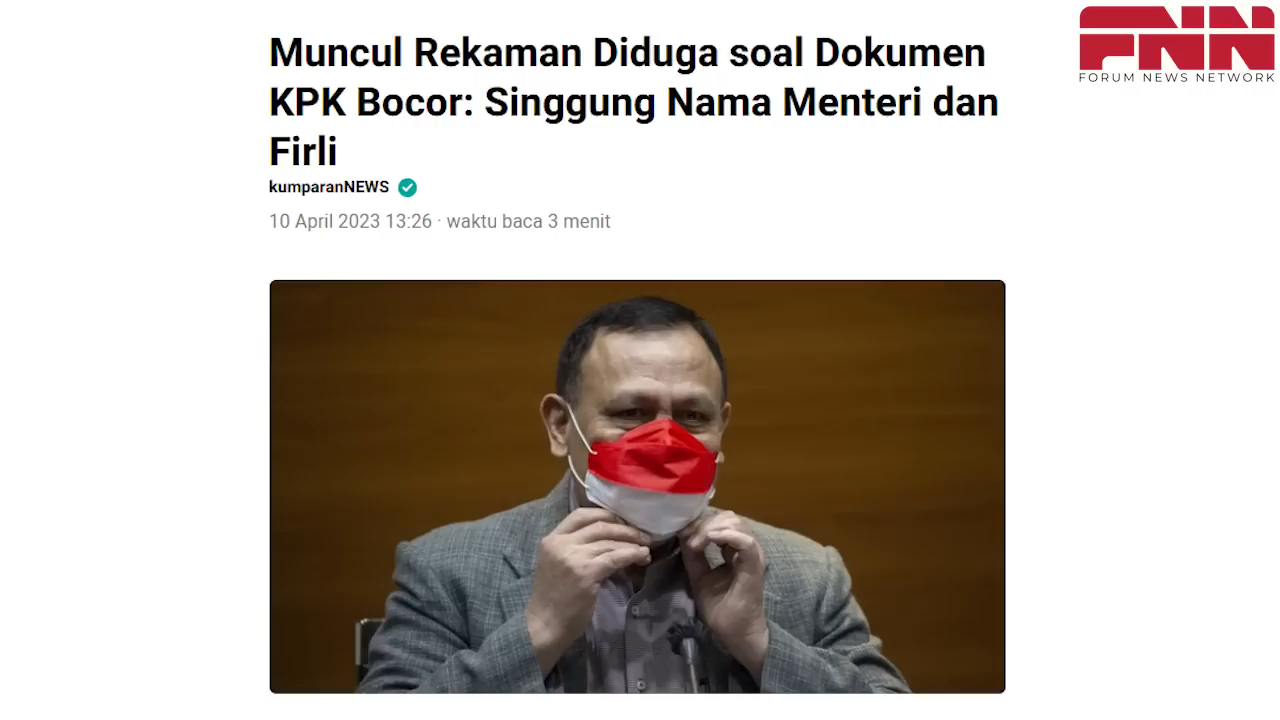 Muncul Rekaman Diduga soal Dokumen
KPK Bocor: Singgung Nama Menteri dan
Firli
kumparanNEWS
10 April 2023 13:26 · waktu baca 3 menit
FNN
FORUM NEWS NETWORK